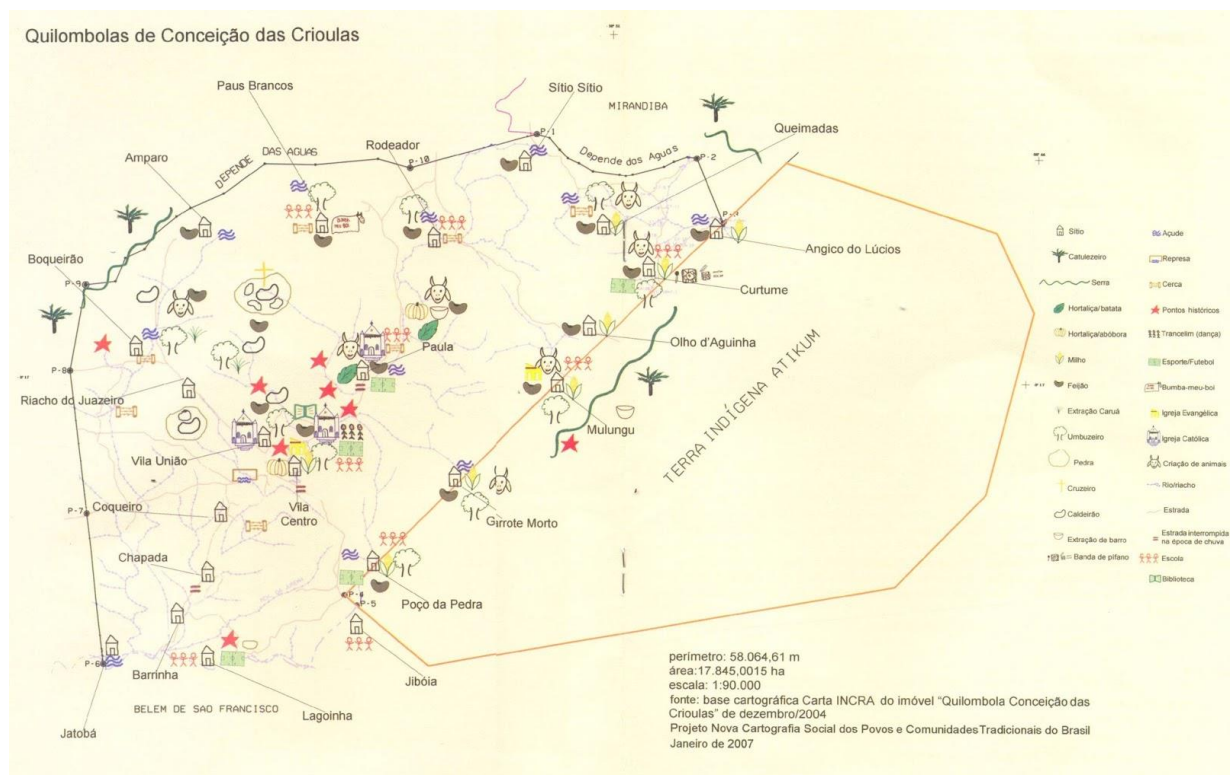 Quilombolas de Conceição das Crioulas
Paus Brancos
Sítio Sítio
MIRANDIBA
Queimadas
Rodeador
P-1
Depende das Aguas
P-2
DEPENDE DAS AGUAS
P-10
Amparo
Angico do Lúcios
Boqueirão
P-9
Curtume
Paula
Olho d'Aguinha
P-8
Riacho do Juazeiro
Mulungu
TERRA INDÍGENA ATIKUM
Vila União
Coqueiro
P-7
Vila
Centro
Girrote Morto
Chapada
Poço da Pedra
P-4
P-5
P-6
Barrinha
Jibóia
BELEM DE SAO FRANCISCO
Lagoinha
Jatobá
Sítio
Catulezeiro
Serra
Hortaliça/batata
Hortaliça/abóbora
Milho
Feijão
Extração Caruá
Umbuzeiro
Pedra
Cruzeiro
Caldeirão
Extração de barro
Banda de pífano
Açude
Represa
Cerca
Pontos históricos
Trancelim (dança)
Esporte/Futebol
Bumba-meu-boi
Igreja Evangélica
Igreja Católica
Criação de animais
Rio/riacho
Estrada
Estrada interrompida
na época de chuva
Escola
Biblioteca
perímetro: 58.064,61 m
área:17.845,0015 ha
escala: 1:90.000
fonte: base cartográfica Carta INCRA do imóvel "Quilombola Conceição das
Crioulas" de dezembro/2004
Projeto Nova Cartografia Social dos Povos e Comunidades Tradicionais do Brasil
Janeiro de 2007